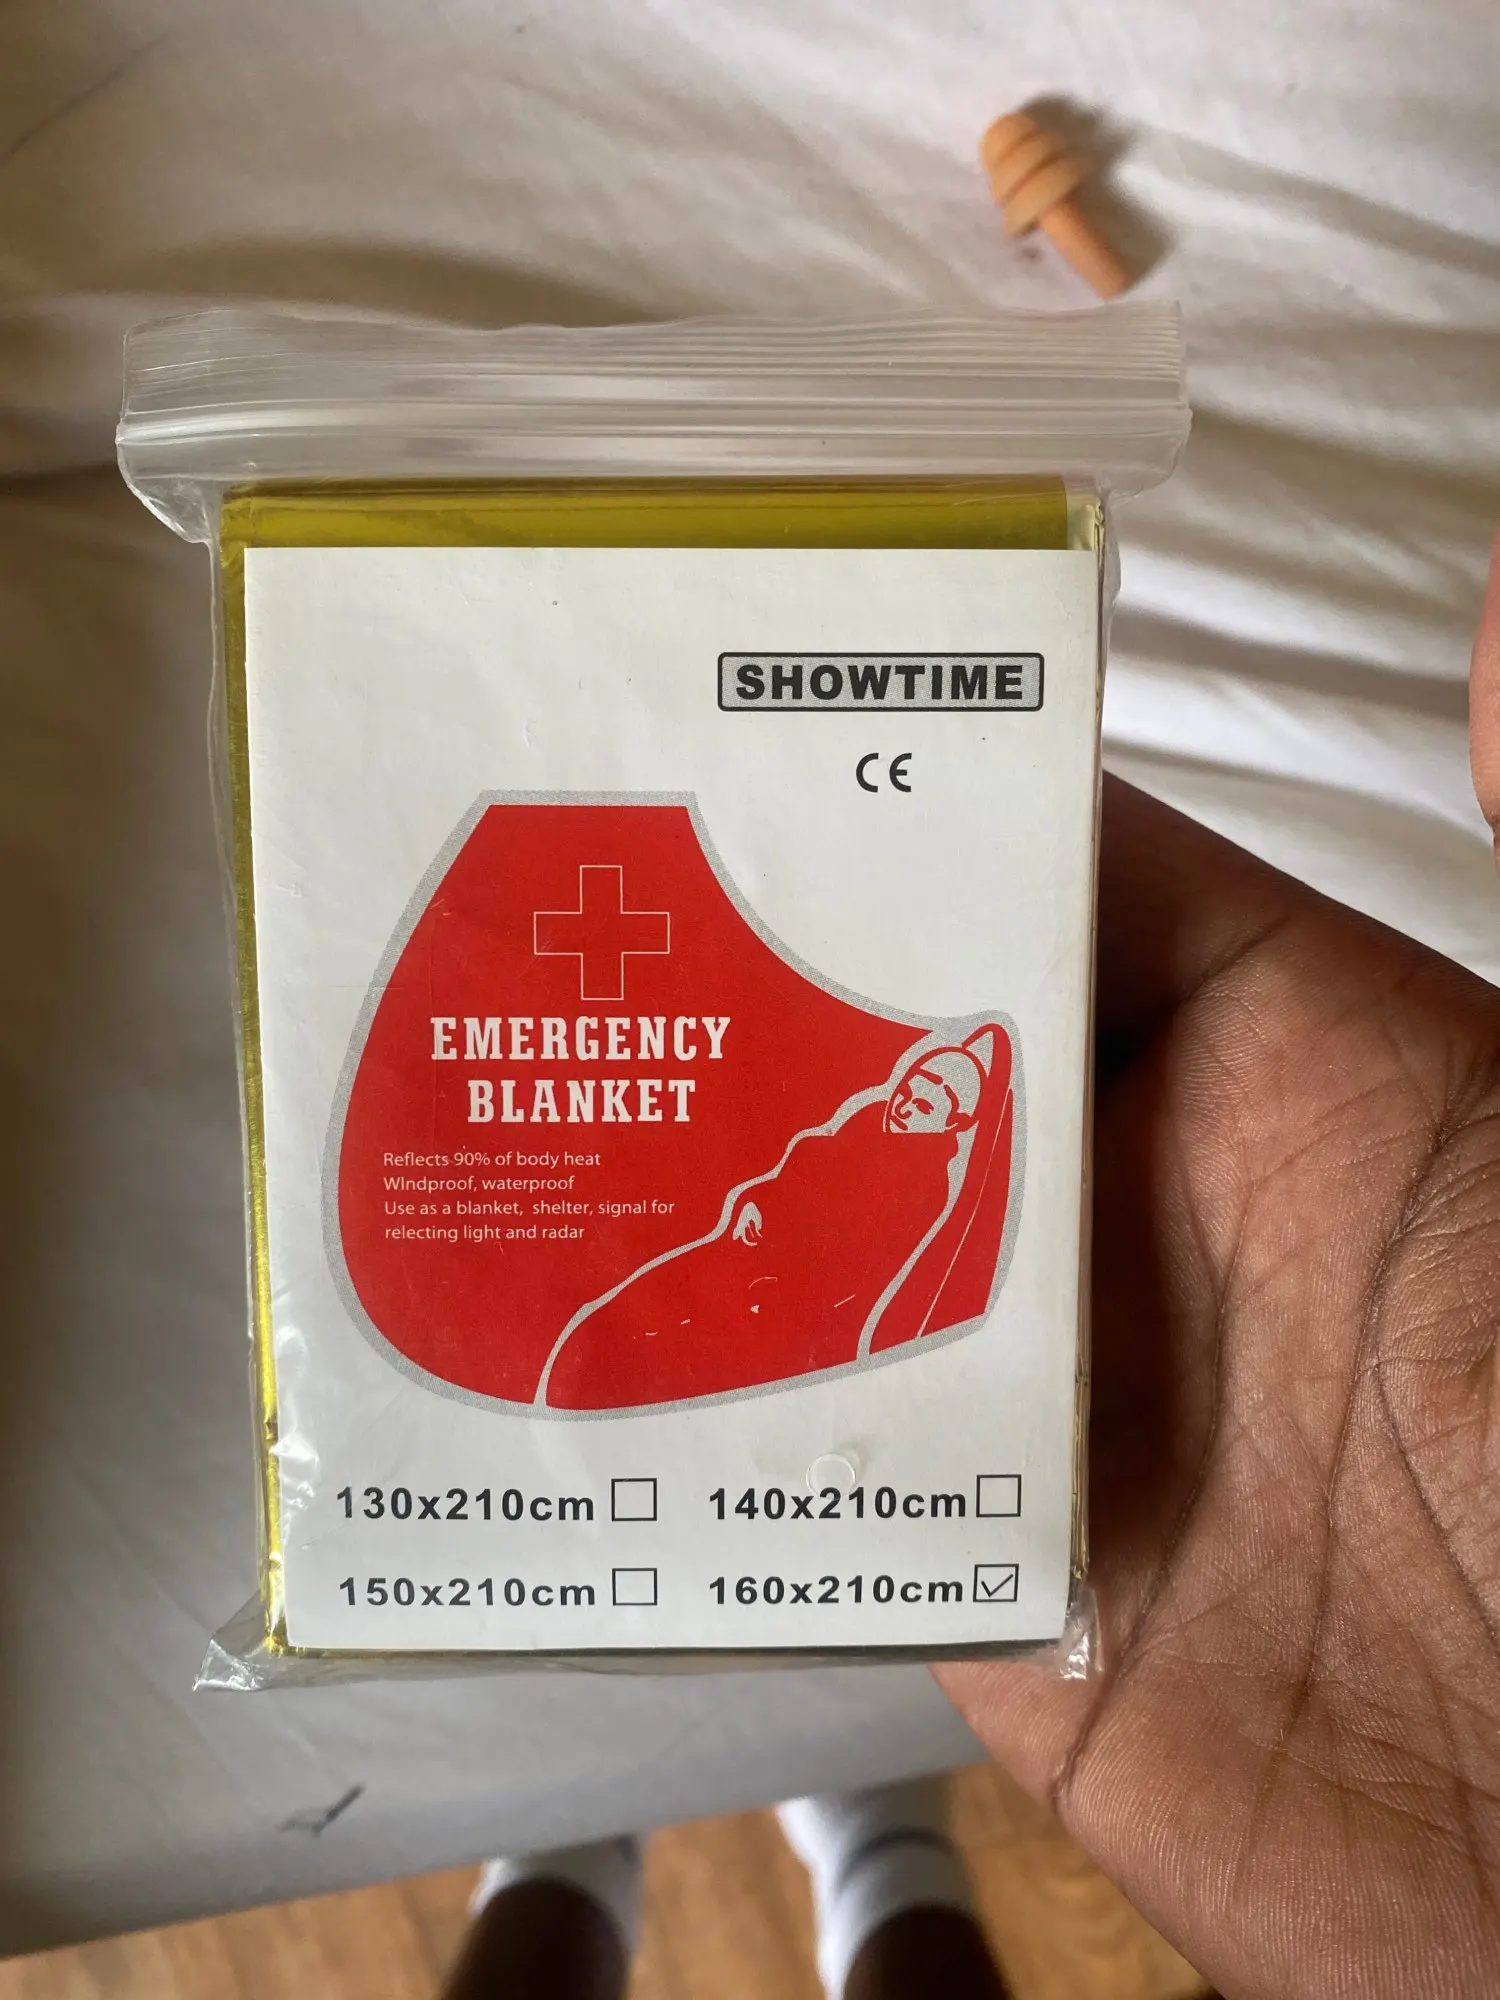 SHOWTIME
CE
EMERGENCY
BLANKET
Reflects 90% of body heat
WIndproof, waterproof
Use as a blanket, shelter, signal for
relecting light and radar
130x210cm 140x210cm
150x210cm 160x210cm